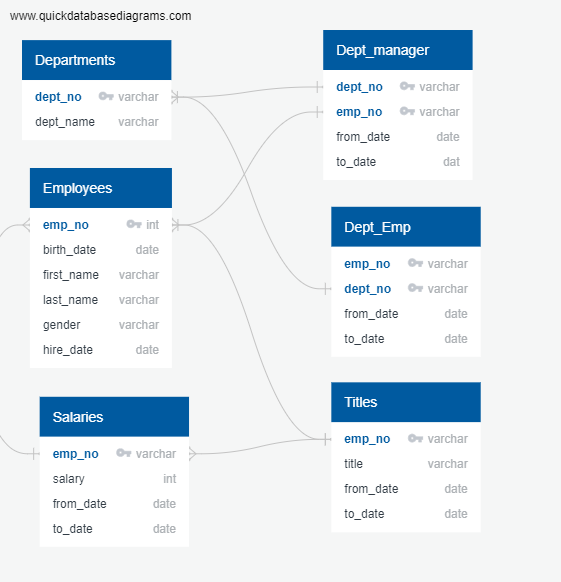 www.quickdatabasediagrams.com
Departments
dept_no varchar
dept_name varchar
Employees
emp_no int
birth_date date
first_name varchar
last_name varchar
gender varchar
hire_date date
Salaries
emp_no varchar
salary int
from_date date
to_date date
Dept_manager
dept_no varchar
emp_no varchar
from_date date
to_date dat
Dept_Emp
emp_no varchar
dept_no varchar
from_date date
to_date date
Titles
emp_no varchar
title varchar
from_date date
to_date date